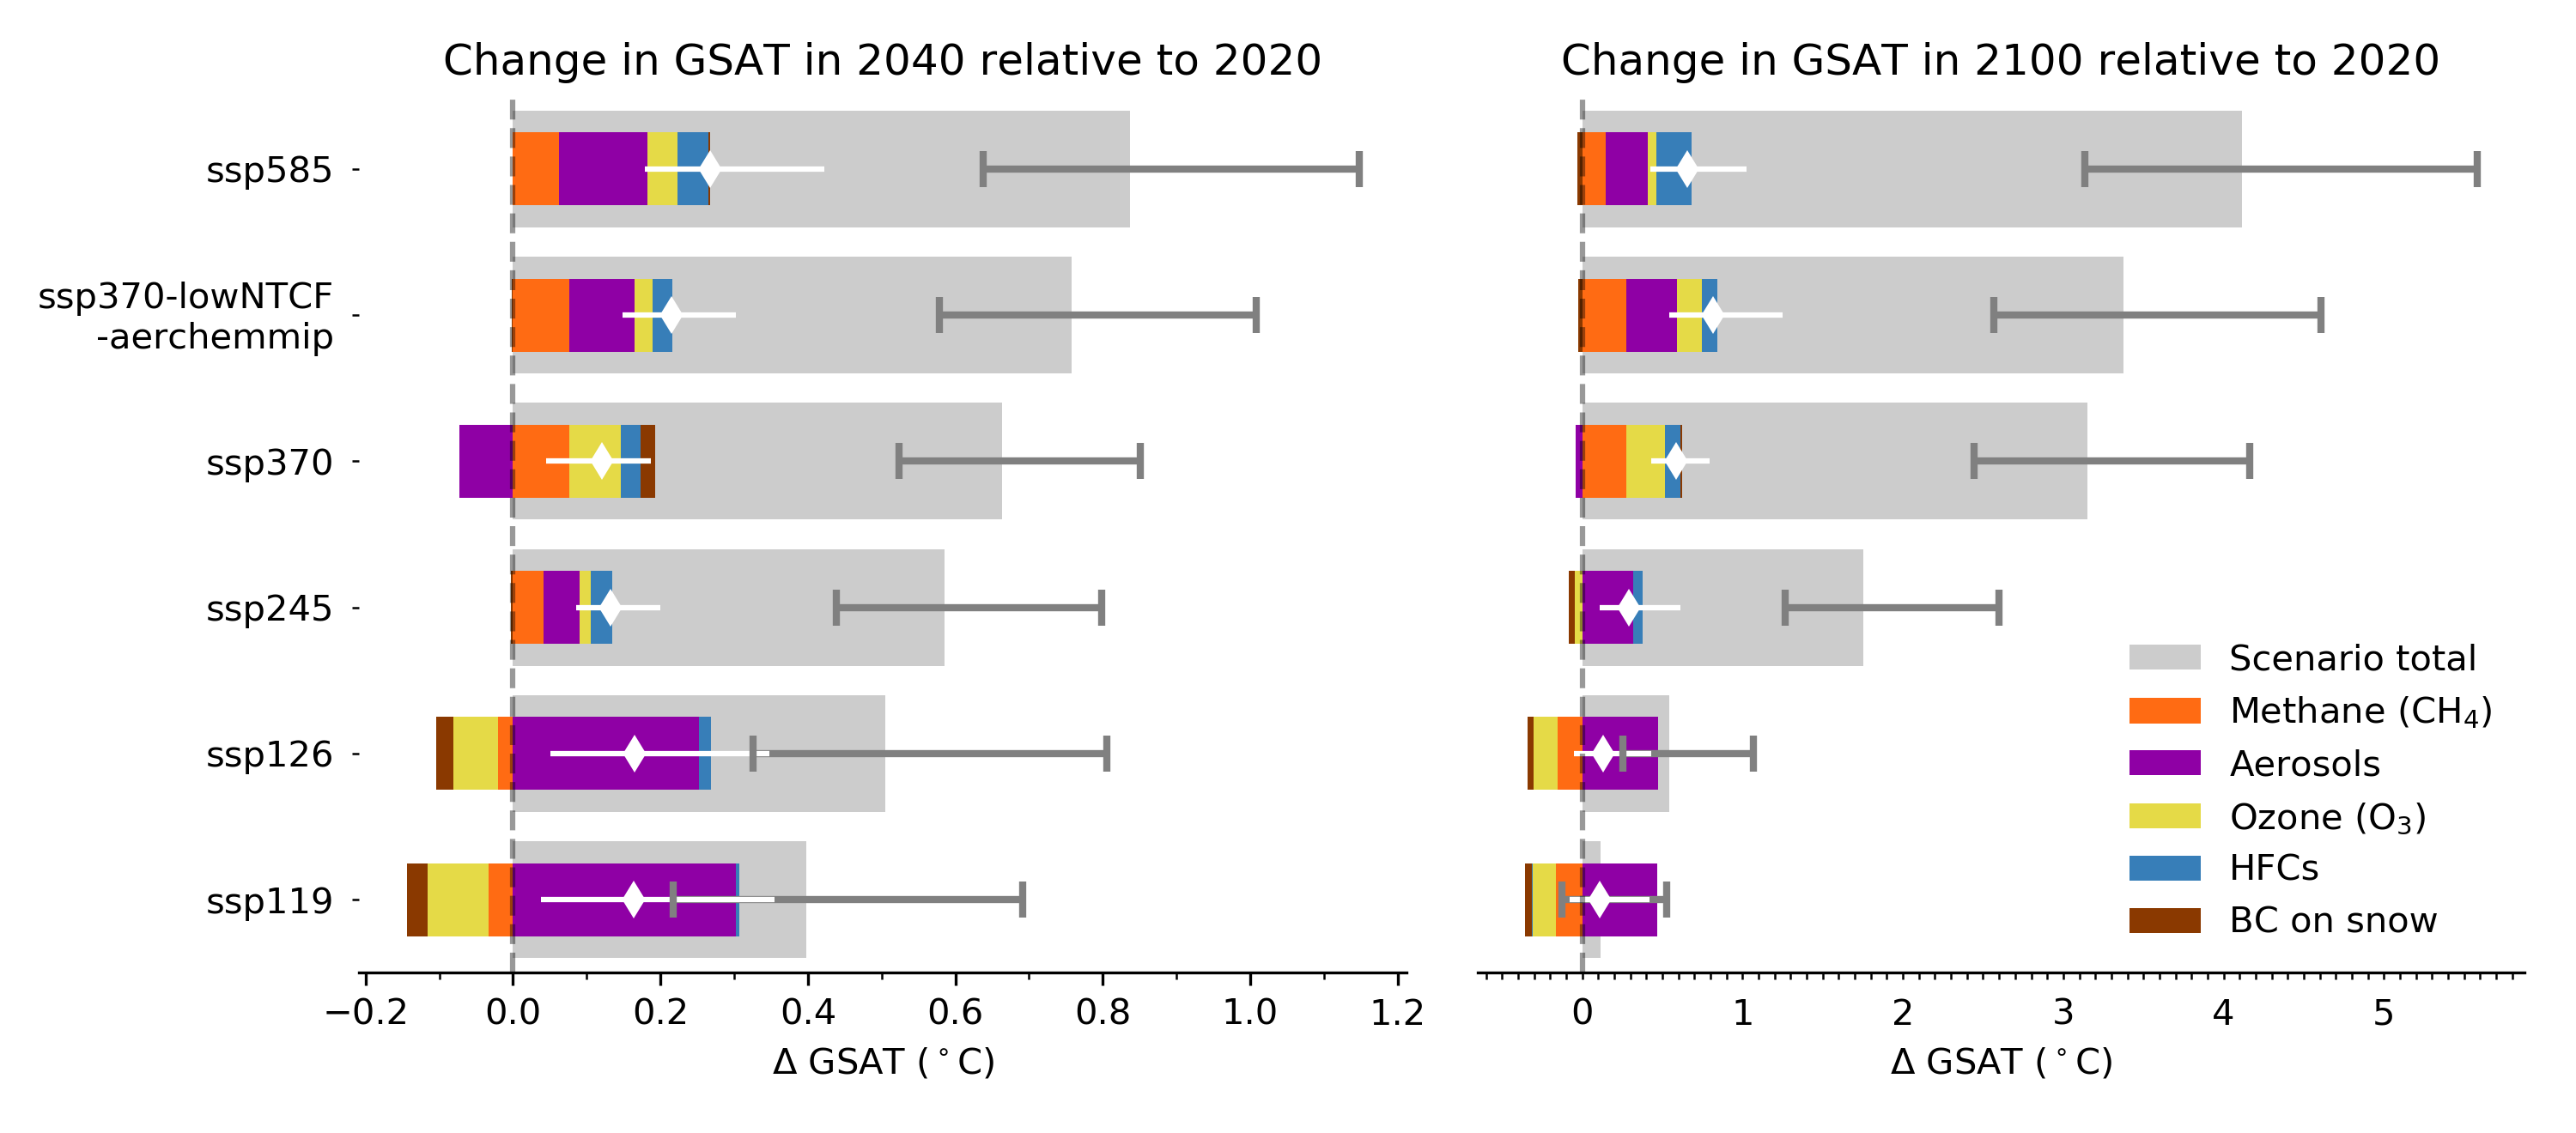 Change in GSAT in 2040 relative to 2020
Change in GSAT in 2100 relative to 2020
ssp585
ssp370-lowNTCF
-aerchemmip
ssp370
ssp245
ssp126
ssp119
−0.2 0.0 0.2 0.4 0.6 0.8 1.0 1.2
Δ GSAT (°C)
0 1 2 3 4 5
Δ GSAT (°C)
Scenario total
Methane (CH₄)
Aerosols
Ozone (O₃)
HFCs
BC on snow